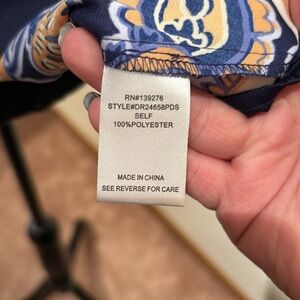 RN#139276
STYLE#DR24658PDS
SELF
100%POLYESTER
MADE IN CHINA
SEE REVERSE FOR CARE